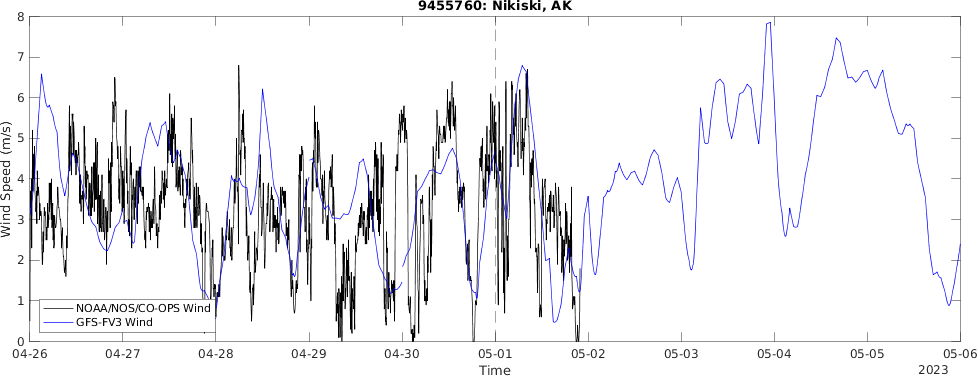 9455760: Nikiski, AK
8
7
6
5
4
3
2
1
0
Wind Speed (m/s)
NOAA/NOS/CO-OPS Wind
GFS-FV3 Wind
04-26 04-27 04-28 04-29 04-30 05-01 05-02 05-03 05-04 05-05 05-06
Time
2023